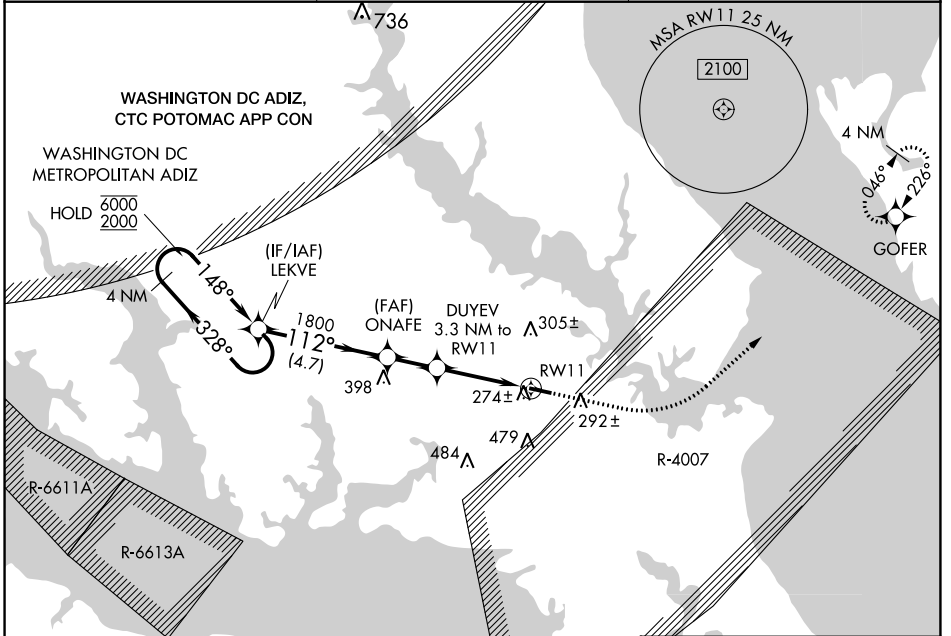 736
MSA RW11 25 NM
2100
WASHINGTON DC ADIZ,
CTC POTOMAC APP CON
4 NM
046°
226°
GOFER
WASHINGTON DC
METROPOLITAN ADIZ
HOLD 6000
2000
148°
4 NM
328°
(IF/IAF)
LEKVE
1800
112°
(4.7)
(FAF)
ONAFE
DUYEV
3.3 NM to
RW11
305±
398
RW11
274±
292±
479
484
R-4007
R-6611A
R-6613A